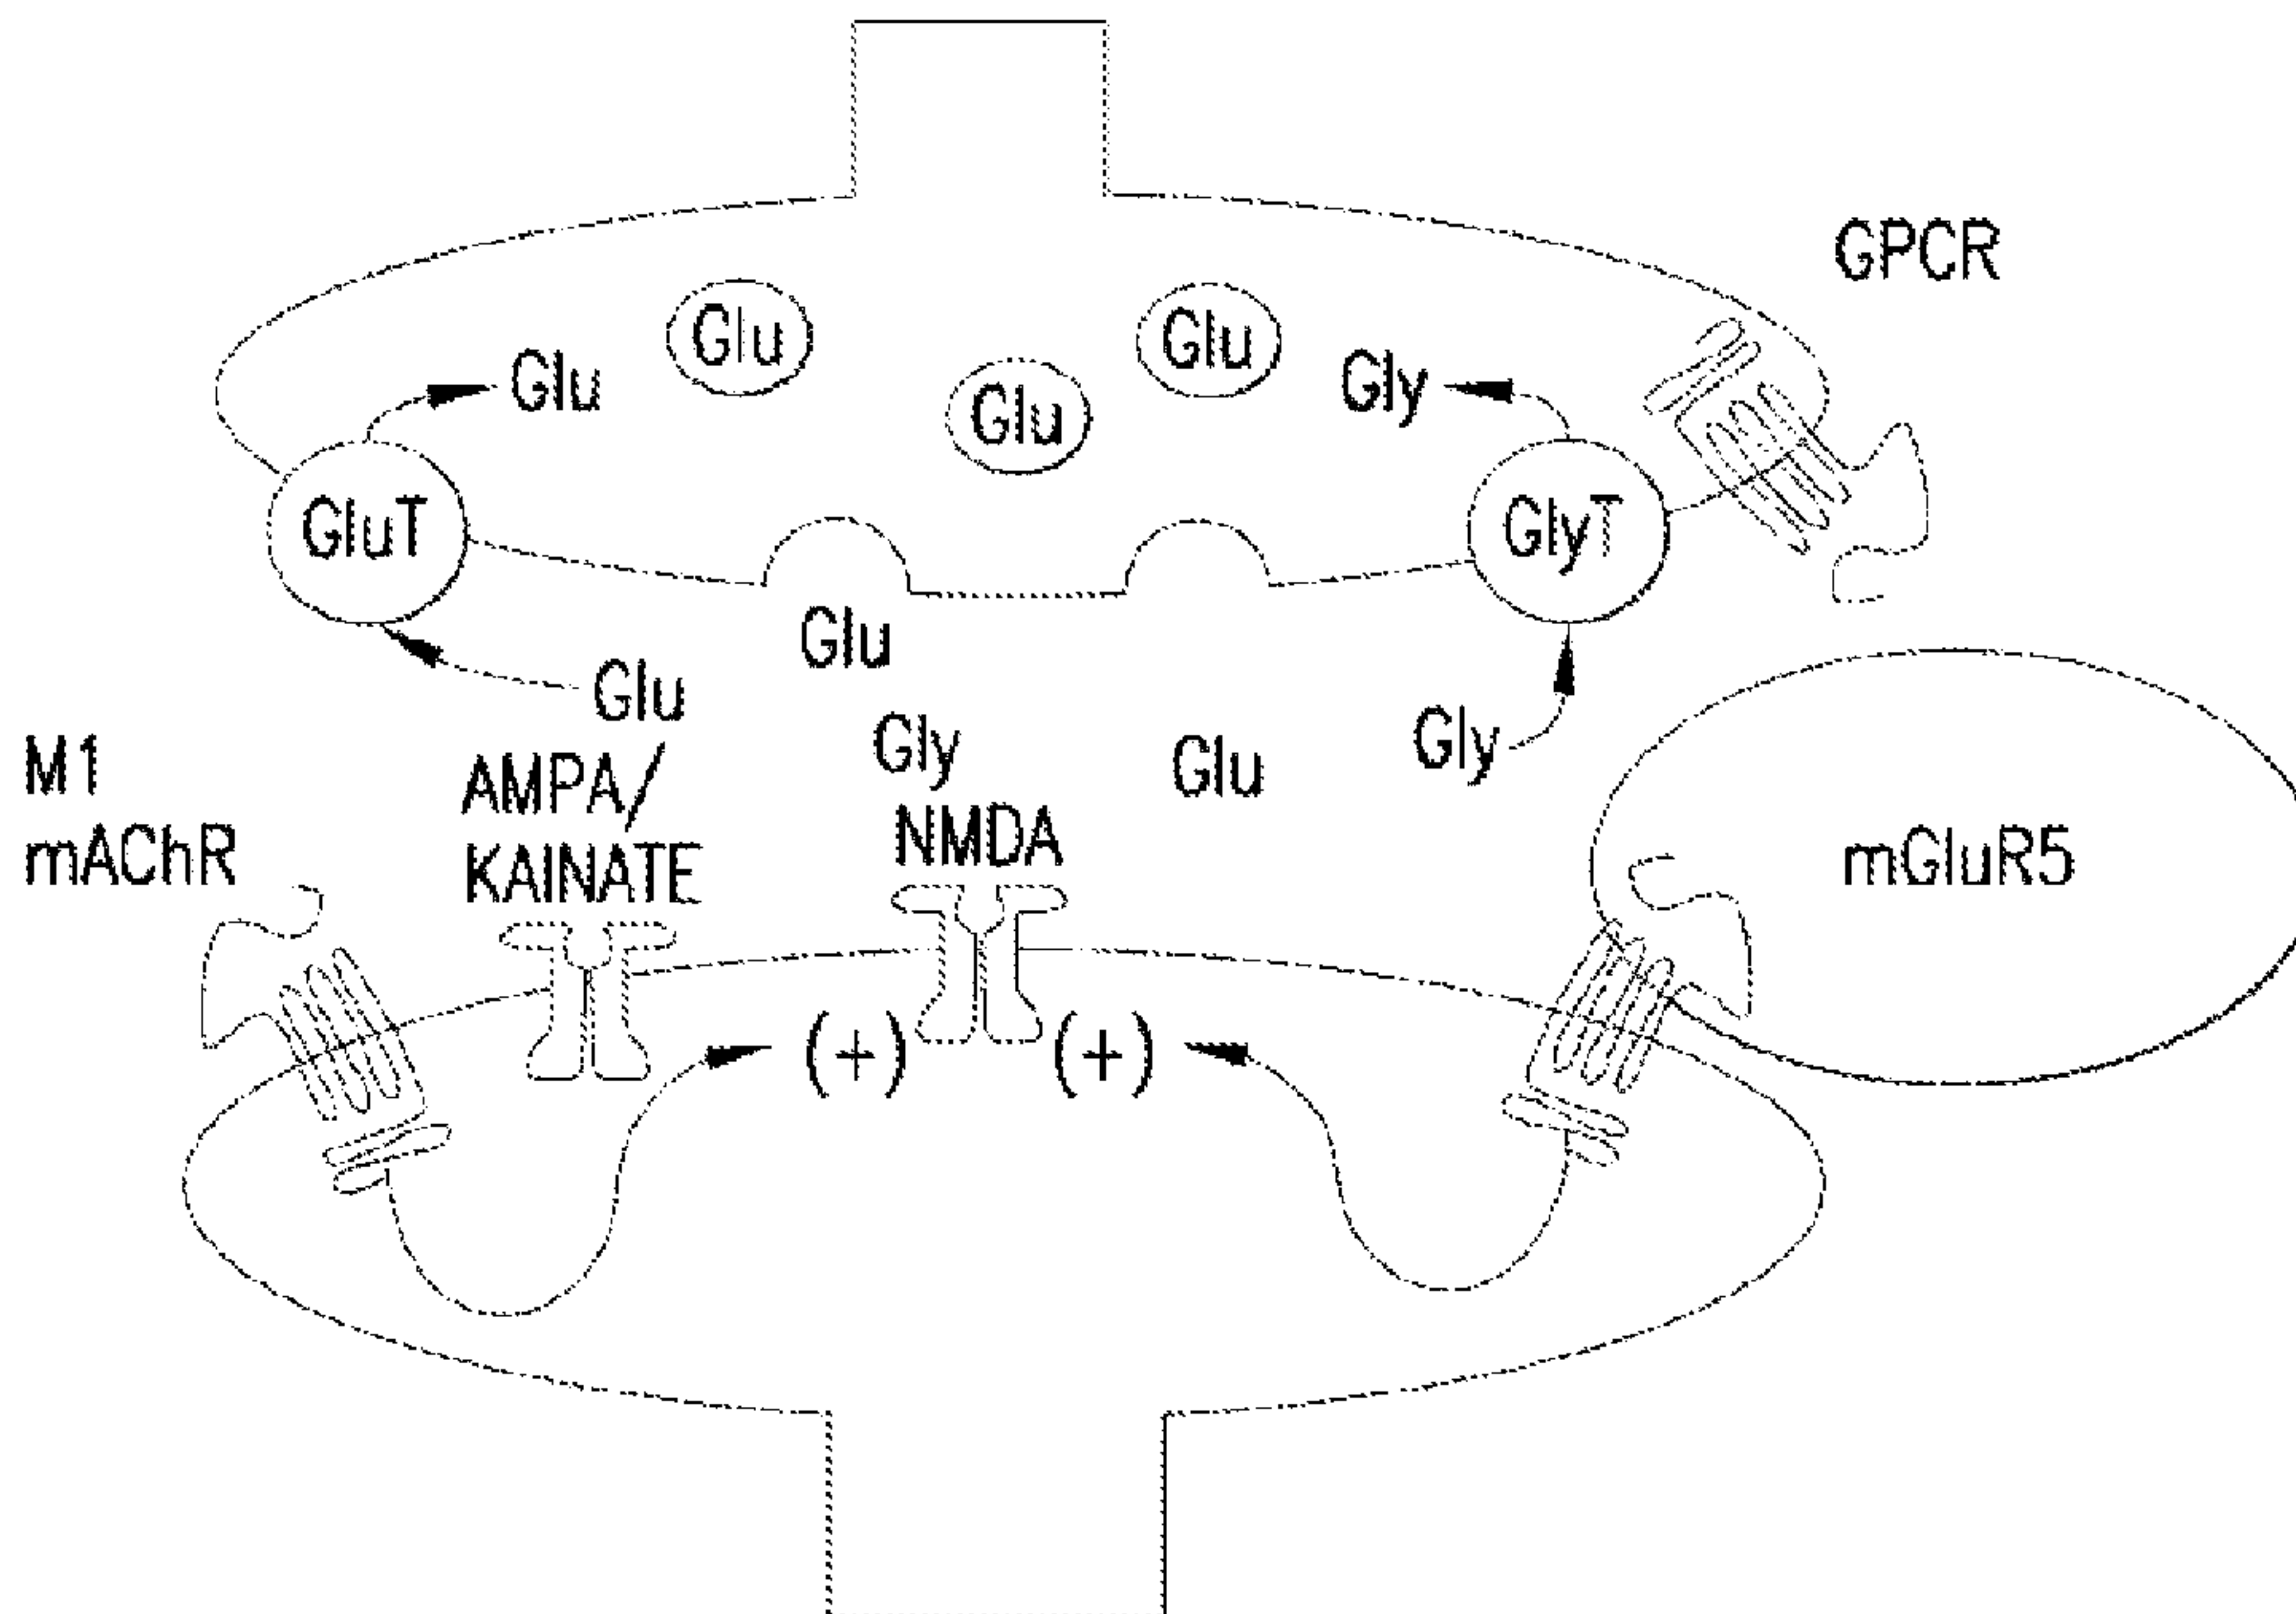 GPCR
Glu
Glu
Glu
Gly
Glu
GluT
GlyT
Glu
Glu
Gly
Glu
Gly
M1
mAChR
AMPA/
KAINATE
NMDA
mGluR5
(+)
(+)